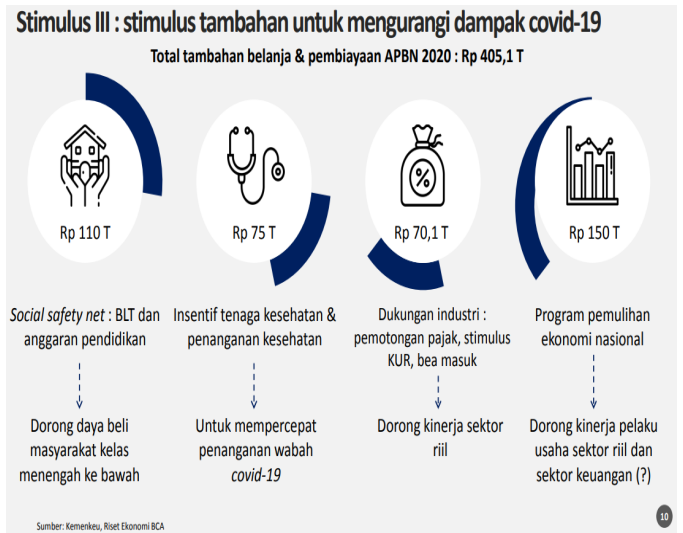 Stimulus III : stimulus tambahan untuk mengurangi dampak covid-19
Total tambahan belanja & pembiayaan APBN 2020 : Rp 405,1 T
Rp 110 T
Social safety net : BLT dan
anggaran pendidikan
Dorong daya beli
masyarakat kelas
menengah ke bawah
Rp 75 T
Insentif tenaga kesehatan &
penanganan kesehatan
Untuk mempercepat
penanganan wabah
covid-19
%
Rp 70,1 T
Dukungan industri :
pemotongan pajak, stimulus
KUR, bea masuk
Dorong kinerja sektor
riil
Rp 150 T
Program pemulihan
ekonomi nasional
Dorong kinerja pelaku
usaha sektor riil dan
sektor keuangan (?)
Sumber: Kemenkeu, Riset Ekonomi BCA
10